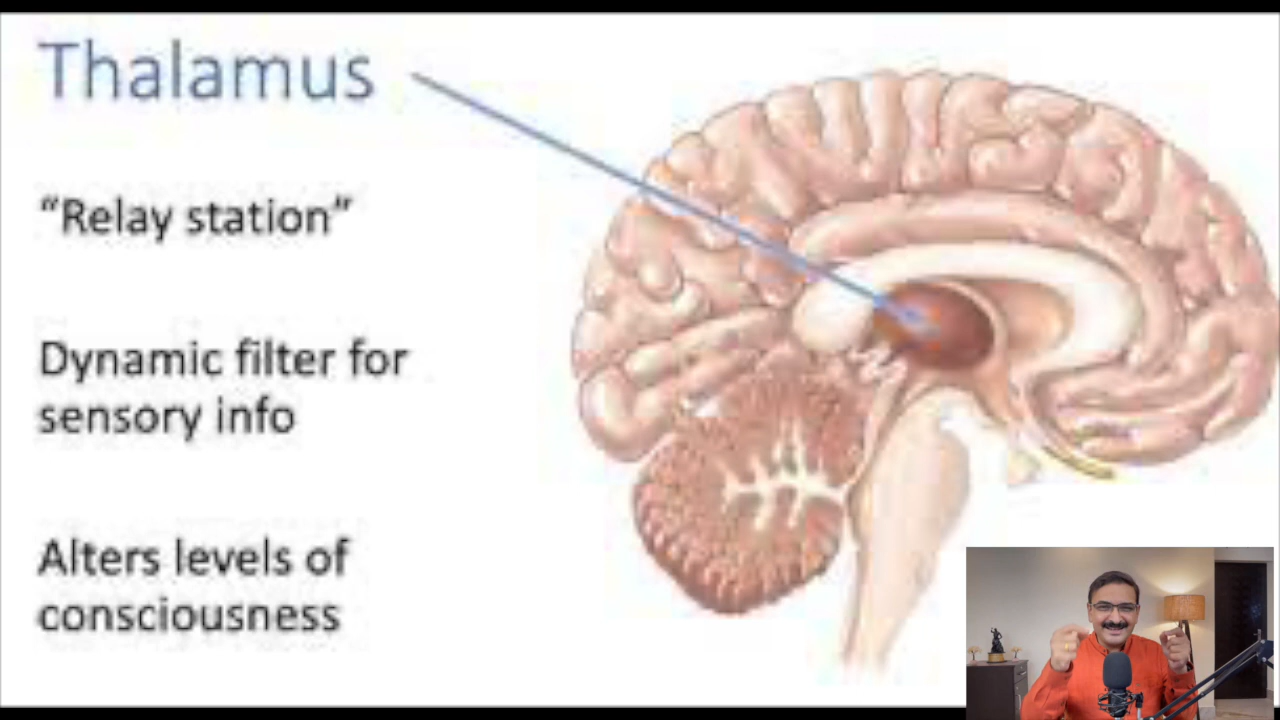 Thalamus
“Relay station”
Dynamic filter for
sensory info
Alters levels of
consciousness